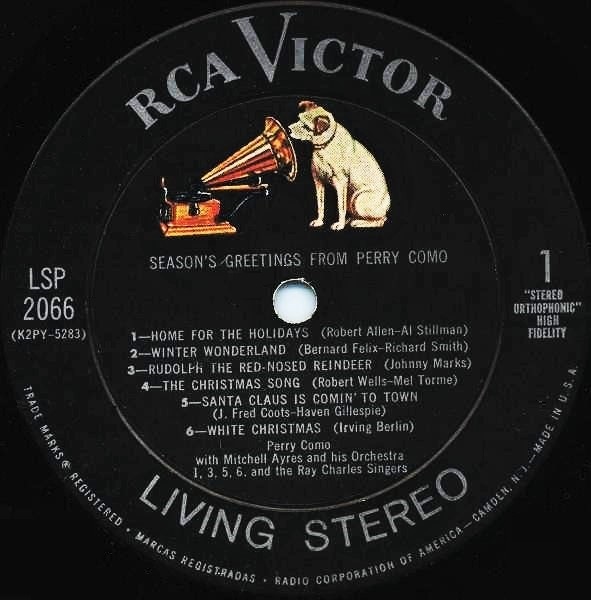 RCA VICTOR
SEASON'S GREETINGS FROM PERRY COMO
LSP
2066
(K2PY-5283)
1
"STEREO
ORTHOPHONIC"
HIGH
FIDELITY
1—HOME FOR THE HOLIDAYS (Robert Allen-Al Stillman)
2—WINTER WONDERLAND (Bernard Felix-Richard Smith)
3—RUDOLPH THE RED-NOSED REINDEER (Johnny Marks)
4—THE CHRISTMAS SONG (Robert Wells-Mel Torme)
5—SANTA CLAUS IS COMIN' TO TOWN
(J. Fred Coots-Haven Gillespie)
6—WHITE CHRISTMAS (Irving Berlin)
Perry Como
with Mitchell Ayres and his Orchestra
1, 3, 5, 6, and the Ray Charles Singers
LIVING STEREO
TRADE MARKS ® REGISTERED • MARCAS REGISTRADAS • RADIO CORPORATION OF AMERICA—CAMDEN, N. J.—MADE IN U.S.A.